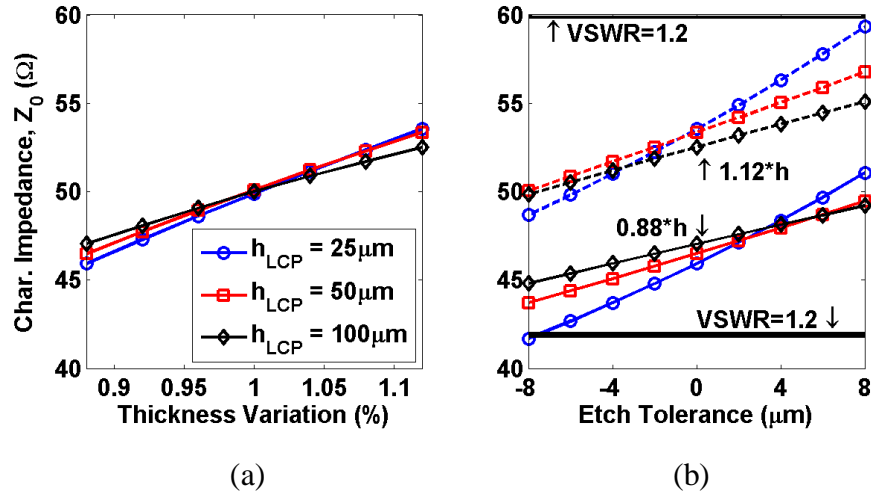 60
55
50
45
40
Char. Impedance, Z0 (Ω)
hLCP = 25μm
hLCP = 50μm
hLCP = 100μm
0.9 0.95 1 1.05 1.1
Thickness Variation (%)
(a)
60
55
50
45
40
↑ VSWR=1.2
↑ 1.12*h
0.88*h ↓
VSWR=1.2 ↓
-8 -4 0 4 8
Etch Tolerance (μm)
(b)